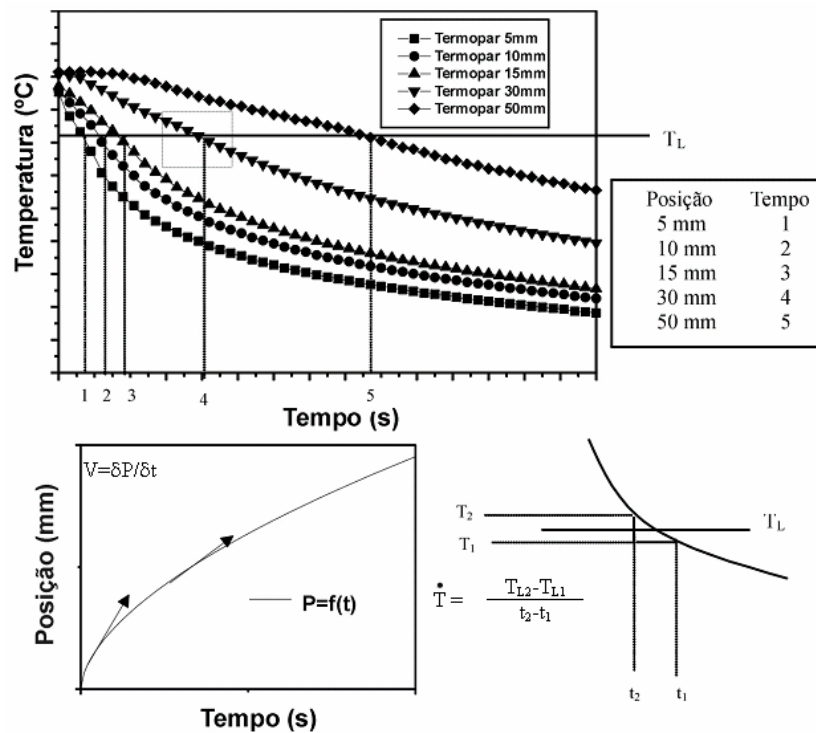 Termopar 5mm
Termopar 10mm
Termopar 15mm
Termopar 30mm
Termopar 50mm
Temperatura (ºC)
T_L
Posição Tempo
5 mm 1
10 mm 2
15 mm 3
30 mm 4
50 mm 5
1 2 3 4 5
Tempo (s)
V=δP/δt
Posição (mm)
P=f(t)
Tempo (s)
T₂
T_L
T₁
Ṫ = T_L2-T_L1
t₂-t₁
t₂ t₁